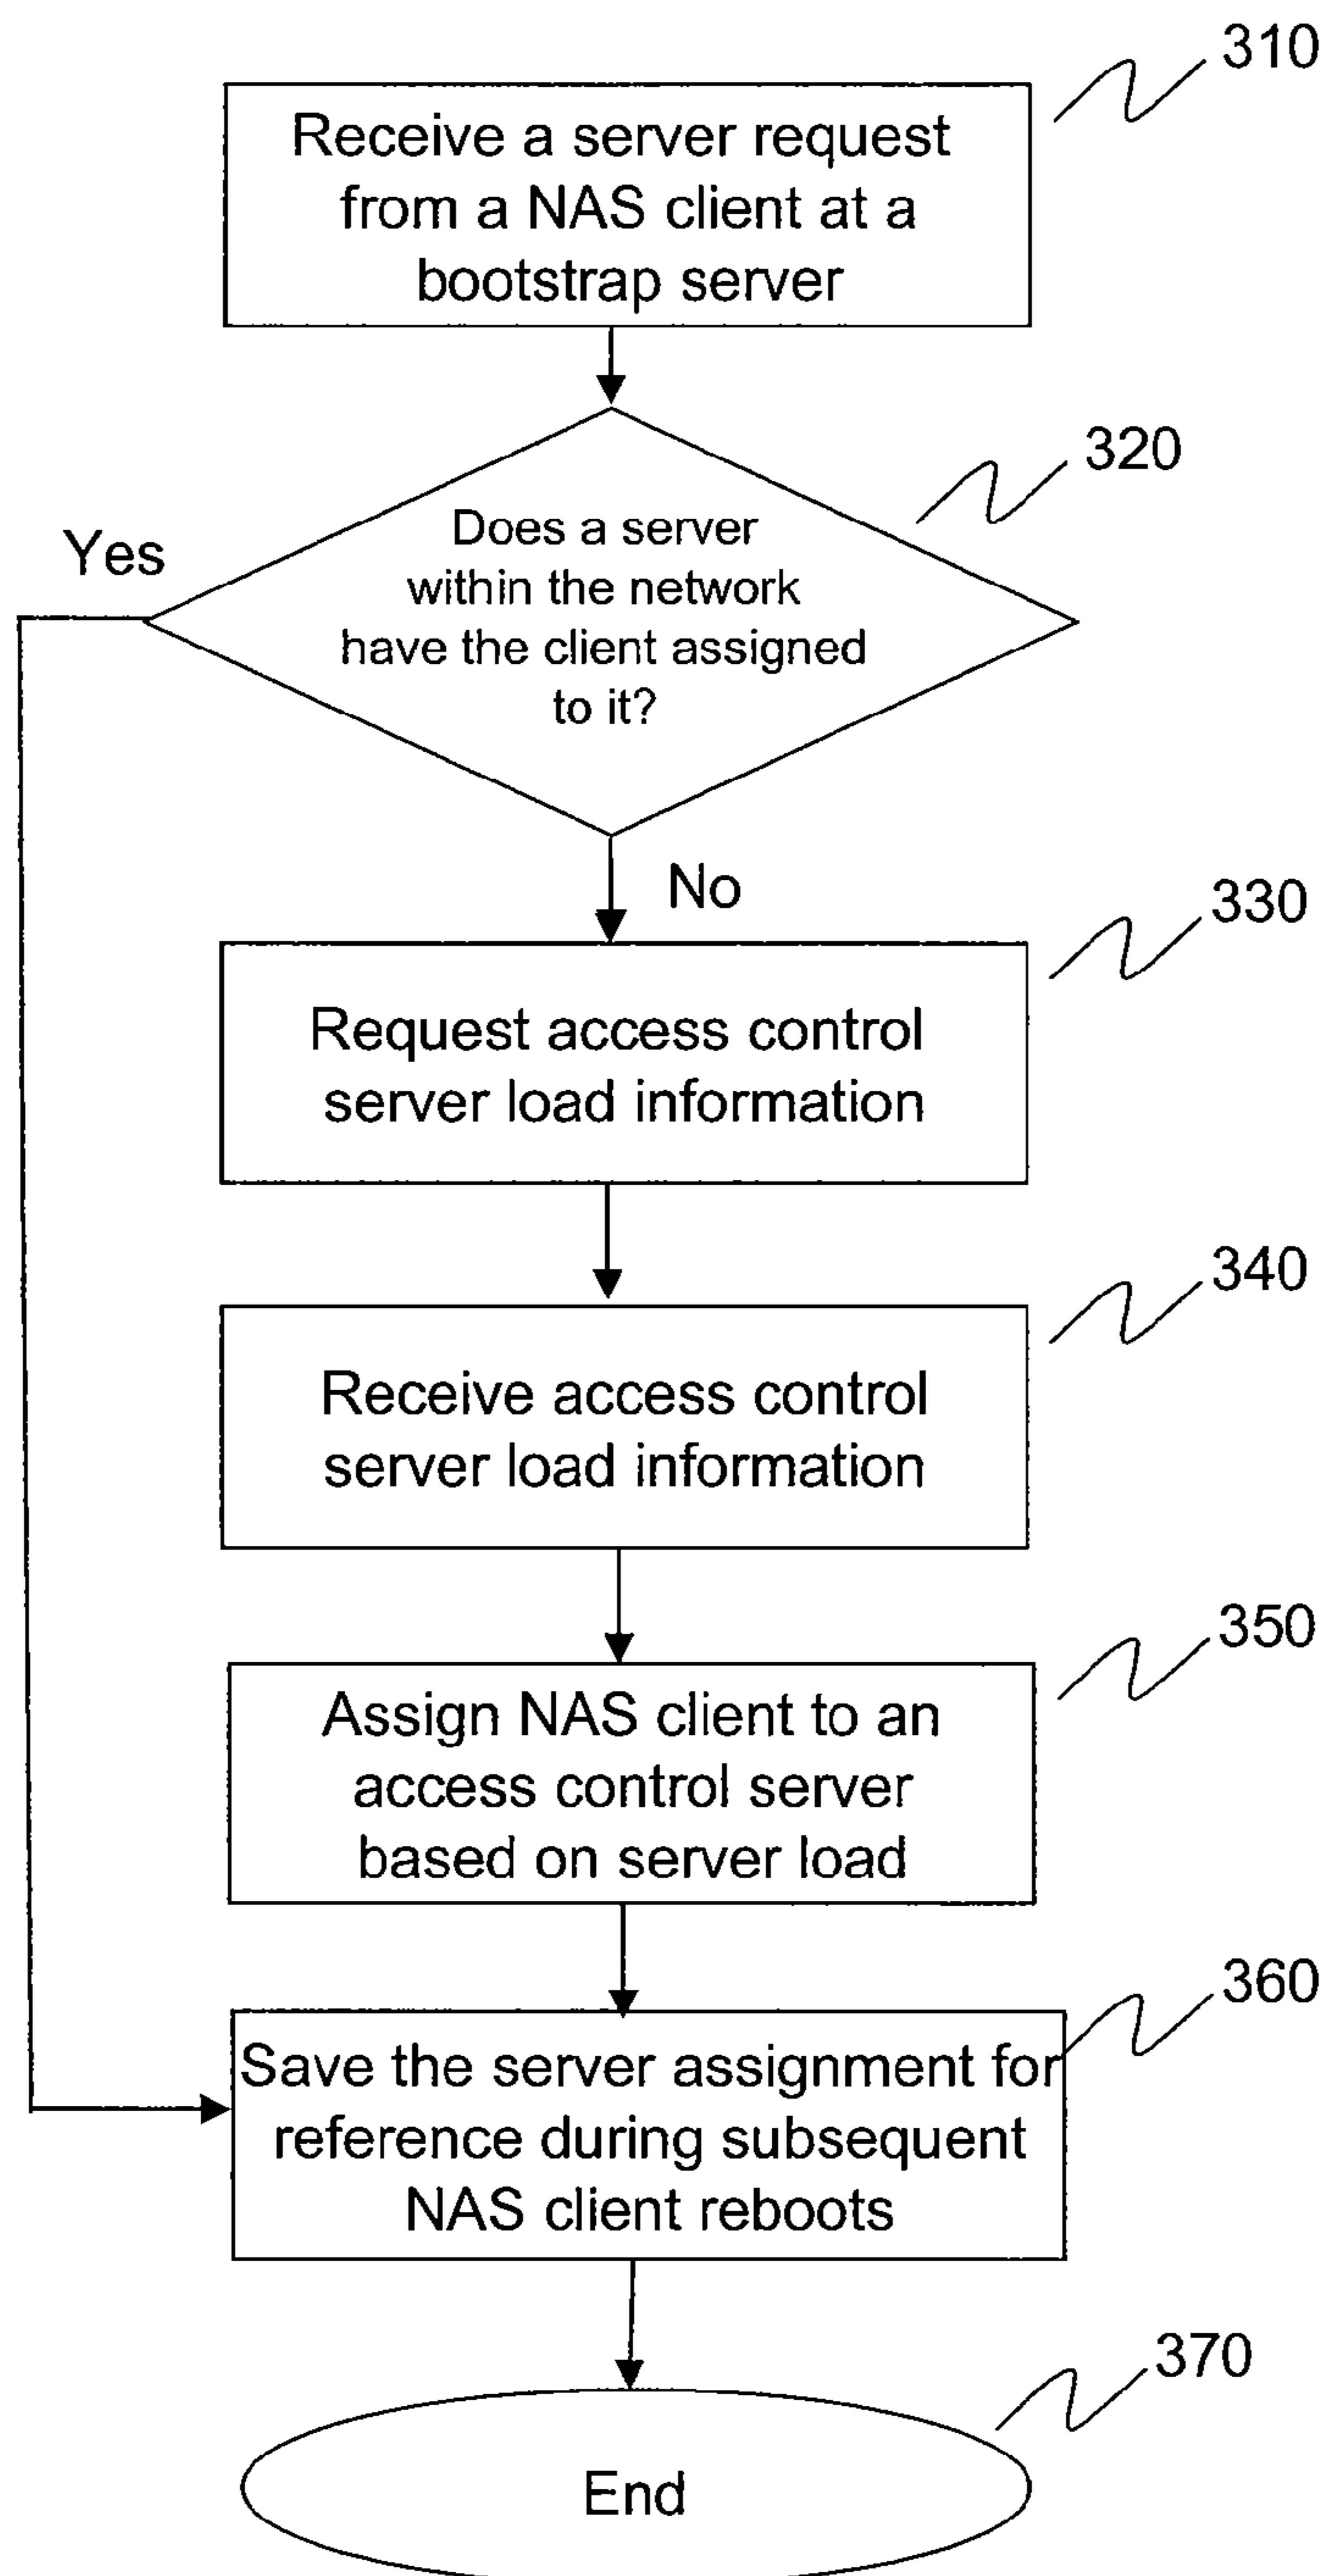 310
Receive a server request
from a NAS client at a
bootstrap server
320
Does a server
within the network
have the client assigned
to it?
Yes
No
330
Request access control
server load information
340
Receive access control
server load information
350
Assign NAS client to an
access control server
based on server load
360
Save the server assignment for
reference during subsequent
NAS client reboots
370
End